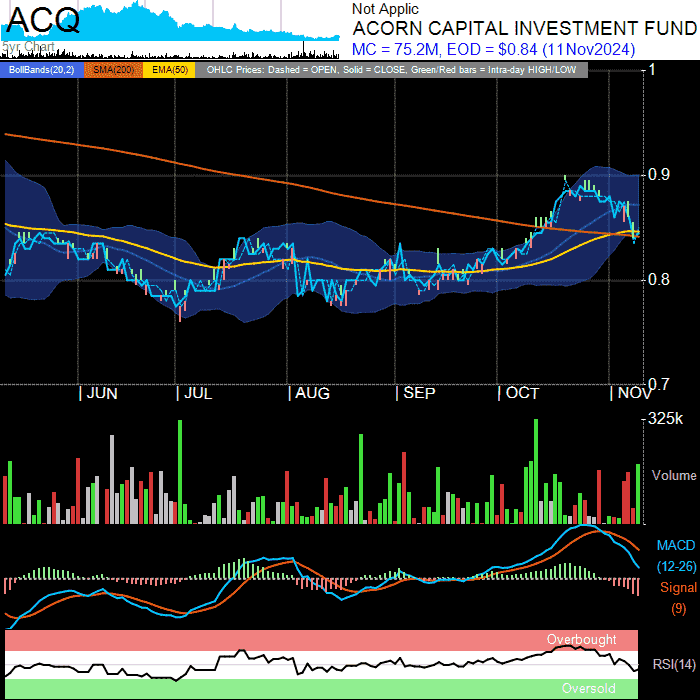 ACQ
5yr Chart
Not Applic
ACORN CAPITAL INVESTMENT FUND
MC = 75.2M, EOD = $0.84 (11Nov2024)
BollBands(20,2) SMA(200) EMA(50) OHLC Prices: Dashed = OPEN, Solid = CLOSE, Green/Red bars = Intra-day HIGH/LOW
1
0.9
0.8
0.7
JUN JUL AUG SEP OCT NOV
325k
Volume
MACD
(12-26)
Signal
(9)
Overbought
RSI(14)
Oversold